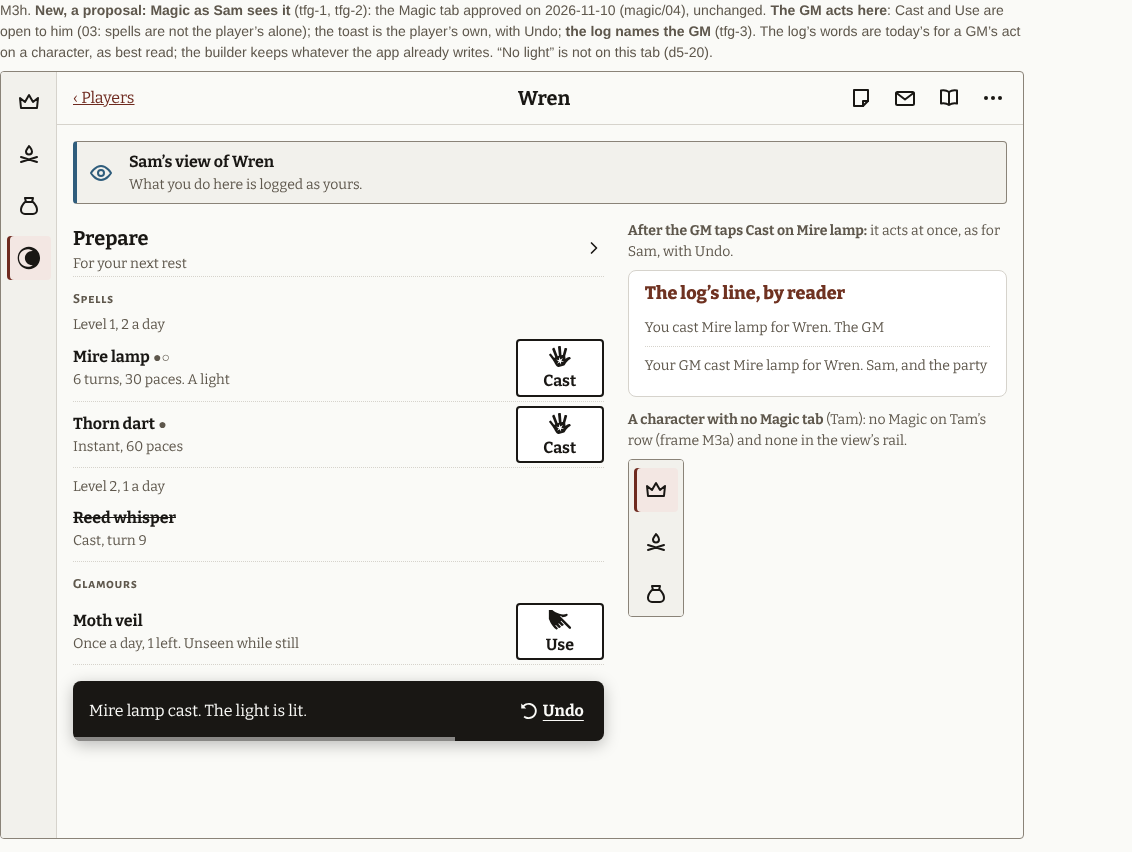 M3h. New, a proposal: Magic as Sam sees it (tfg-1, tfg-2): the Magic tab approved on 2026-11-10 (magic/04), unchanged. The GM acts here: Cast and Use are
open to him (03: spells are not the player's alone); the toast is the player's own, with Undo; the log names the GM (tfg-3). The log's words are today's for a GM's act
on a character, as best read; the builder keeps whatever the app already writes. “No light” is not on this tab (d5-20).
‹ Players
Wren
Sam’s view of Wren
What you do here is logged as yours.
Prepare
For your next rest
Spells
Level 1, 2 a day
Mire lamp
6 turns, 30 paces. A light
Cast
Thorn dart
Instant, 60 paces
Cast
Level 2, 1 a day
Reed whisper
Cast, turn 9
Glamours
Moth veil
Once a day, 1 left. Unseen while still
Use
Mire lamp cast. The light is lit.
Undo
After the GM taps Cast on Mire lamp: it acts at once, as for
Sam, with Undo.
The log’s line, by reader
You cast Mire lamp for Wren. The GM
Your GM cast Mire lamp for Wren. Sam, and the party
A character with no Magic tab (Tam): no Magic on Tam’s
row (frame M3a) and none in the view’s rail.